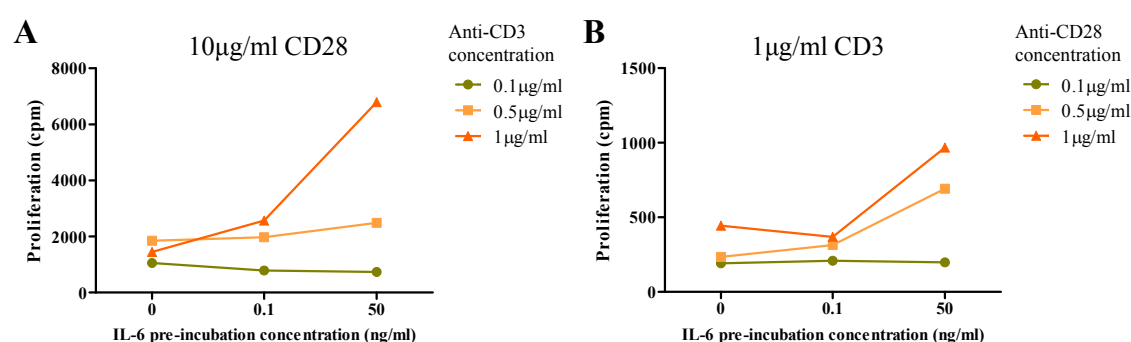 A
10μg/ml CD28
Anti-CD3
concentration
0.1μg/ml
0.5μg/ml
1μg/ml
Proliferation (cpm)
8000
6000
4000
2000
0
0
0.1
50
IL-6 pre-incubation concentration (ng/ml)
B
1μg/ml CD3
Anti-CD28
concentration
0.1μg/ml
0.5μg/ml
1μg/ml
Proliferation (cpm)
1500
1000
500
0
0
0.1
50
IL-6 pre-incubation concentration (ng/ml)